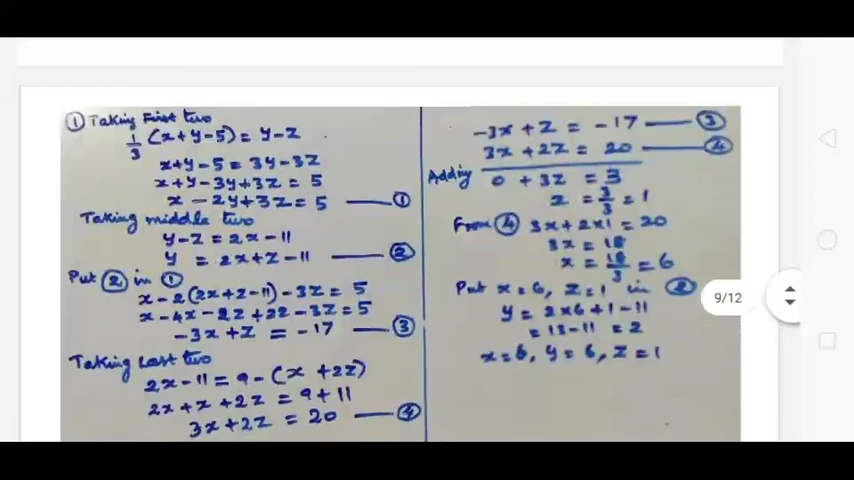 ① Taking First two
1/3 (x+y-5) = y-z
x+y-5 = 3y-3z
x+y-3y+3z = 5
x -2y+3z = 5 —— ①
Taking middle two
y-z = 2x-11
y = 2x+z-11 —— ②
Put ② in ①
x-2(2x+z-11)-3z = 5
x-4x-2z+22-3z = 5
-3x+z = -17 —— ③
Taking Last two
2x-11 = 9-(x+2z)
2x+x+2z = 9+11
3x+2z = 20 —— ④
-3x+z = -17 —— ③
3x+2z = 20 —— ④
Adding 0 + 3z = 3
z = 3/3 = 1
From ④ 3x+2x1 = 20
3x = 18
x = 18/3 = 6
Put x=6, z=1 in ②
y = 2x6+1-11
= 13-11 = 2
x=6, y=6, z=1
9/12